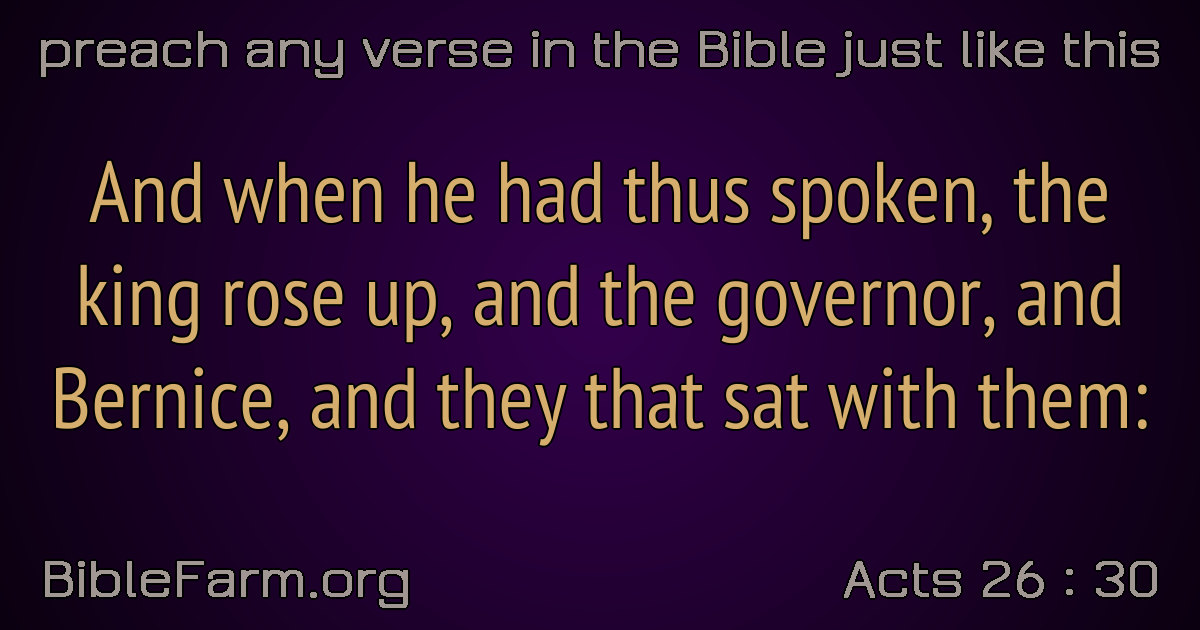 preach any verse in the Bible just like this
And when he had thus spoken, the
king rose up, and the governor, and
Bernice, and they that sat with them:
BibleFarm.org
Acts 26 : 30